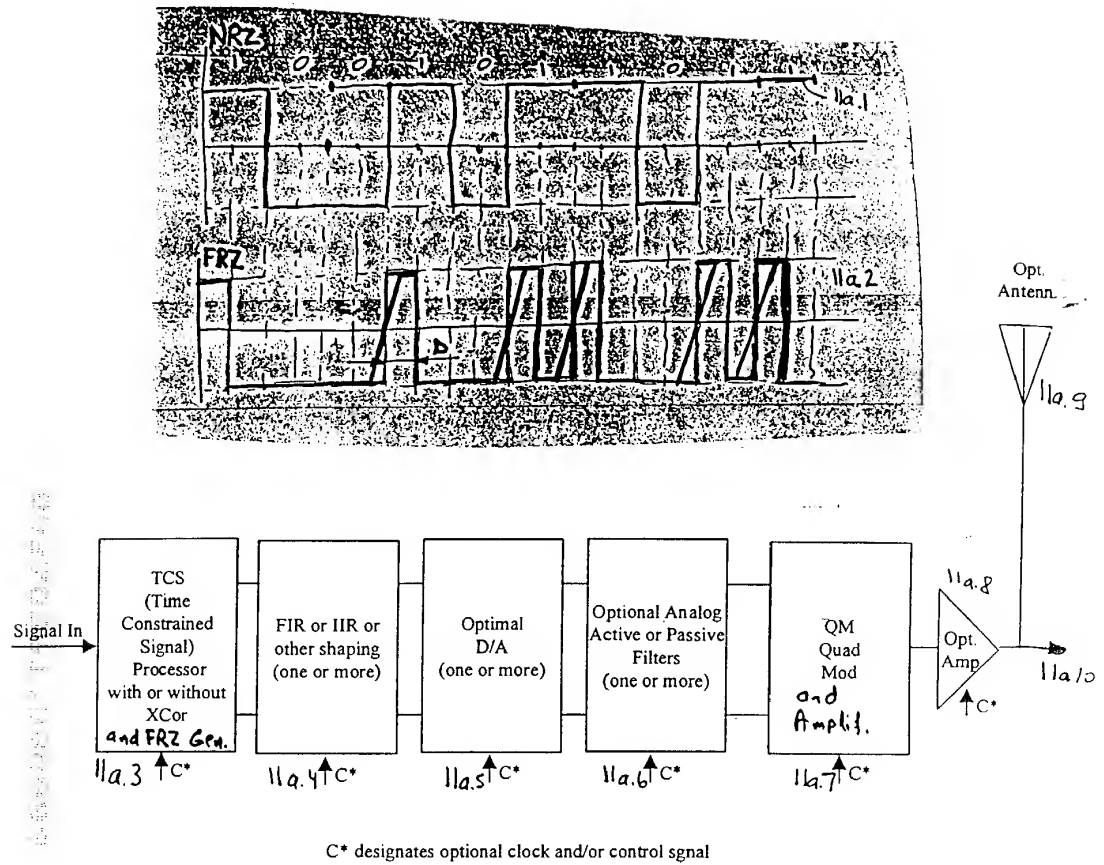 NRZ
1 0 0 1 0 1 1 0 1 1
11a.1
FRZ
11a2
D
Opt.
Antenn
11a.9
Signal In
TCS
(Time
Constrained
Signal)
Processor
with or without
XCor
and FRZ Gen.
11a.3
C*
FIR or IIR or
other shaping
(one or more)
11a.4
C*
Optimal
D/A
(one or more)
11a.5
C*
Optional Analog
Active or Passive
Filters
(one or more)
11a.6
C*
QM
Quad
Mod
and
Amplif.
11a.7
C*
11a.8
Opt.
Amp
C*
11a10
C* designates optional clock and/or control sgnal